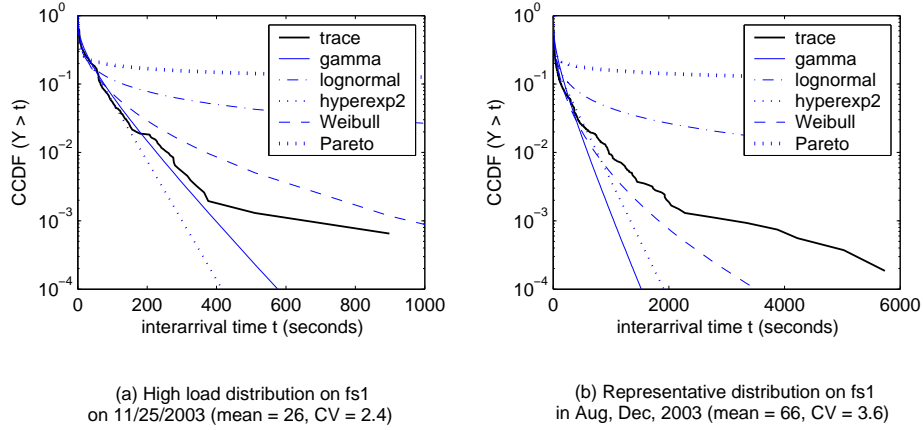 CCDF (Y > t)
10^0
10^-1
10^-2
10^-3
10^-4
0
200
400
600
800
1000
interarrival time t (seconds)
trace
gamma
lognormal
hyperexp2
Weibull
Pareto
(a) High load distribution on fs1
on 11/25/2003 (mean = 26, CV = 2.4)
CCDF (Y > t)
10^0
10^-1
10^-2
10^-3
10^-4
0
2000
4000
6000
interarrival time t (seconds)
trace
gamma
lognormal
hyperexp2
Weibull
Pareto
(b) Representative distribution on fs1
in Aug, Dec, 2003 (mean = 66, CV = 3.6)